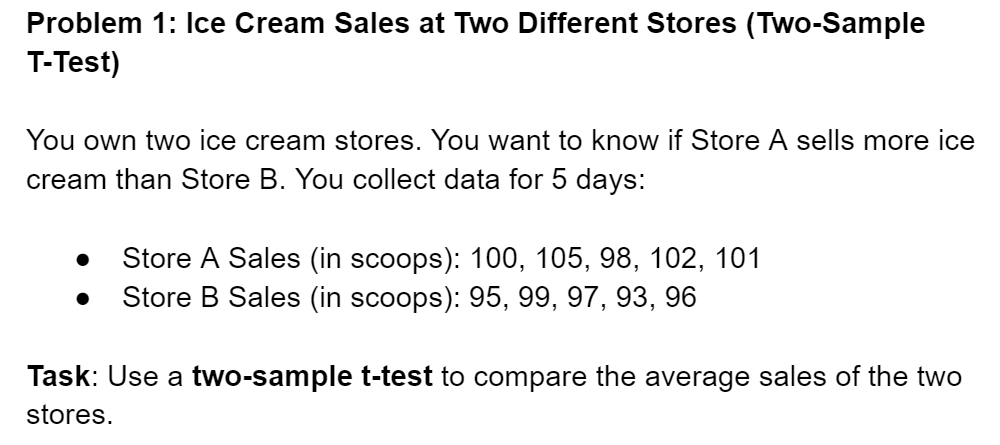 Problem 1: Ice Cream Sales at Two Different Stores (Two-Sample
T-Test)
You own two ice cream stores. You want to know if Store A sells more ice
cream than Store B. You collect data for 5 days:
● Store A Sales (in scoops): 100, 105, 98, 102, 101
● Store B Sales (in scoops): 95, 99, 97, 93, 96
Task: Use a two-sample t-test to compare the average sales of the two
stores.